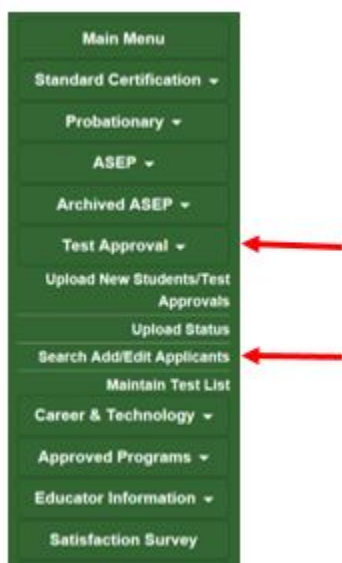 Main Menu
Standard Certification
Probationary
ASEP
Archived ASEP
Test Approval
Upload New Students/Test
Approvals
Upload Status
Search Add/Edit Applicants
Maintain Test List
Career & Technology
Approved Programs
Educator Information
Satisfaction Survey